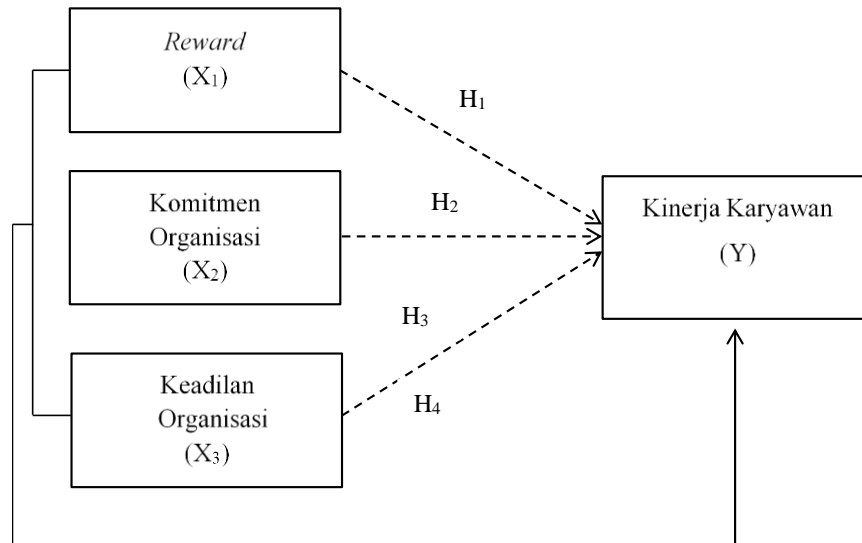 Reward
(X₁)
H₁
Komitmen
Organisasi
(X₂)
H₂
Kinerja Karyawan
(Y)
H₃
Keadilan
Organisasi
(X₃)
H₄